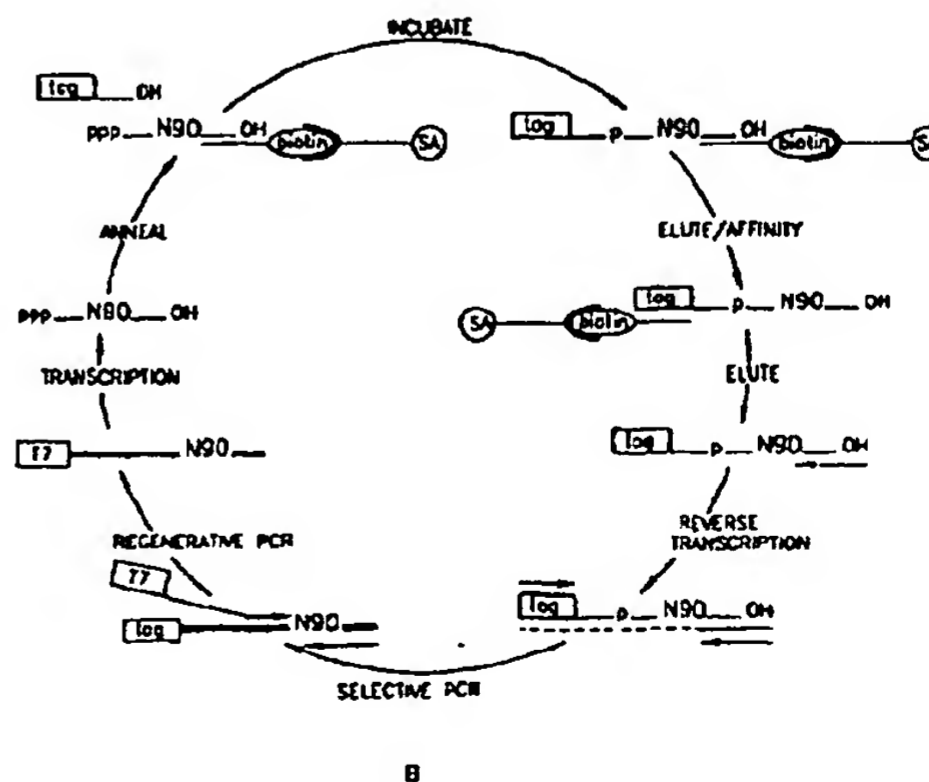 INCUBATE
tag OH
ppp N90 OH biotin SA
tag p N90 OH biotin SA
ANNEAL
ELUTE/AFFINITY
ppp N90 OH
SA biotin tag p N90 OH
TRANSCRIPTION
ELUTE
T7 N90
tag p N90 OH
REGENERATIVE PCR
REVERSE
TRANSCRIPTION
T7
tag N90
tag p N90 OH
SELECTIVE PCR
B